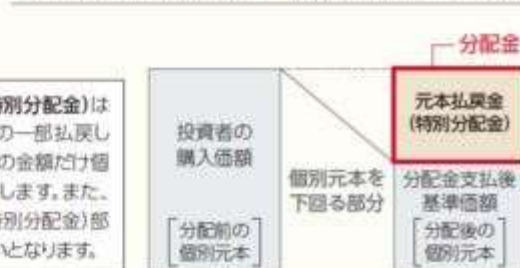 分配金
特別分配金)は
の一部払戻し
の金額だけ個
します。また、
特別分配金)部
いとなります。
投資者の
購入価額
[分配前の
個別元本]
個別元本を
下回る部分
元本払戻金
(特別分配金)
分配金支払後
基準価額
[分配後の
個別元本]